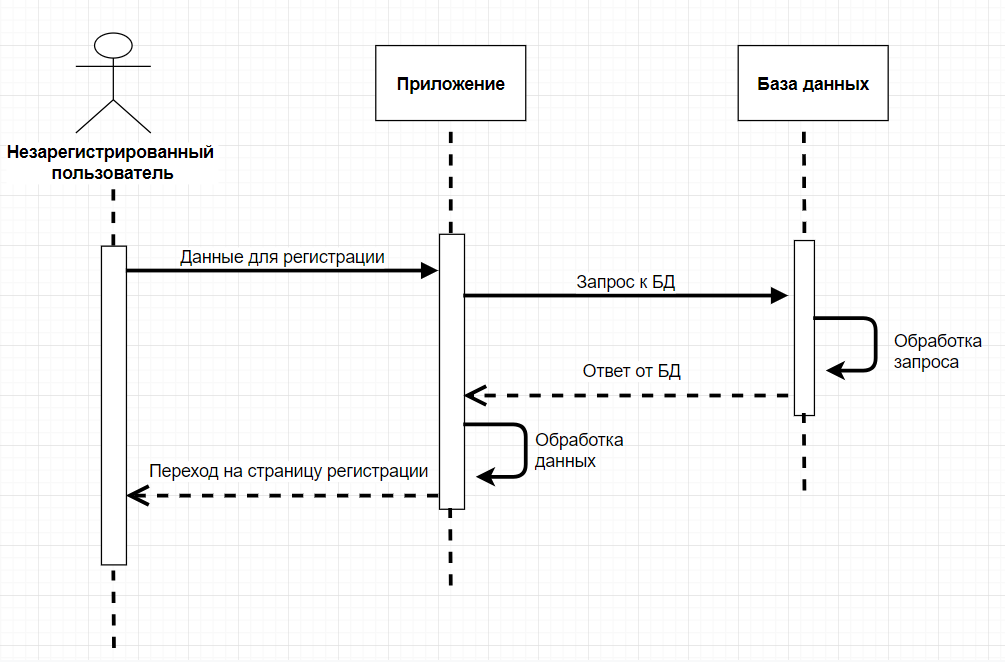 Незарегистрированный
пользователь
Приложение
База данных
Данные для регистрации
Запрос к БД
Обработка
запроса
Ответ от БД
Обработка
данных
Переход на страницу регистрации